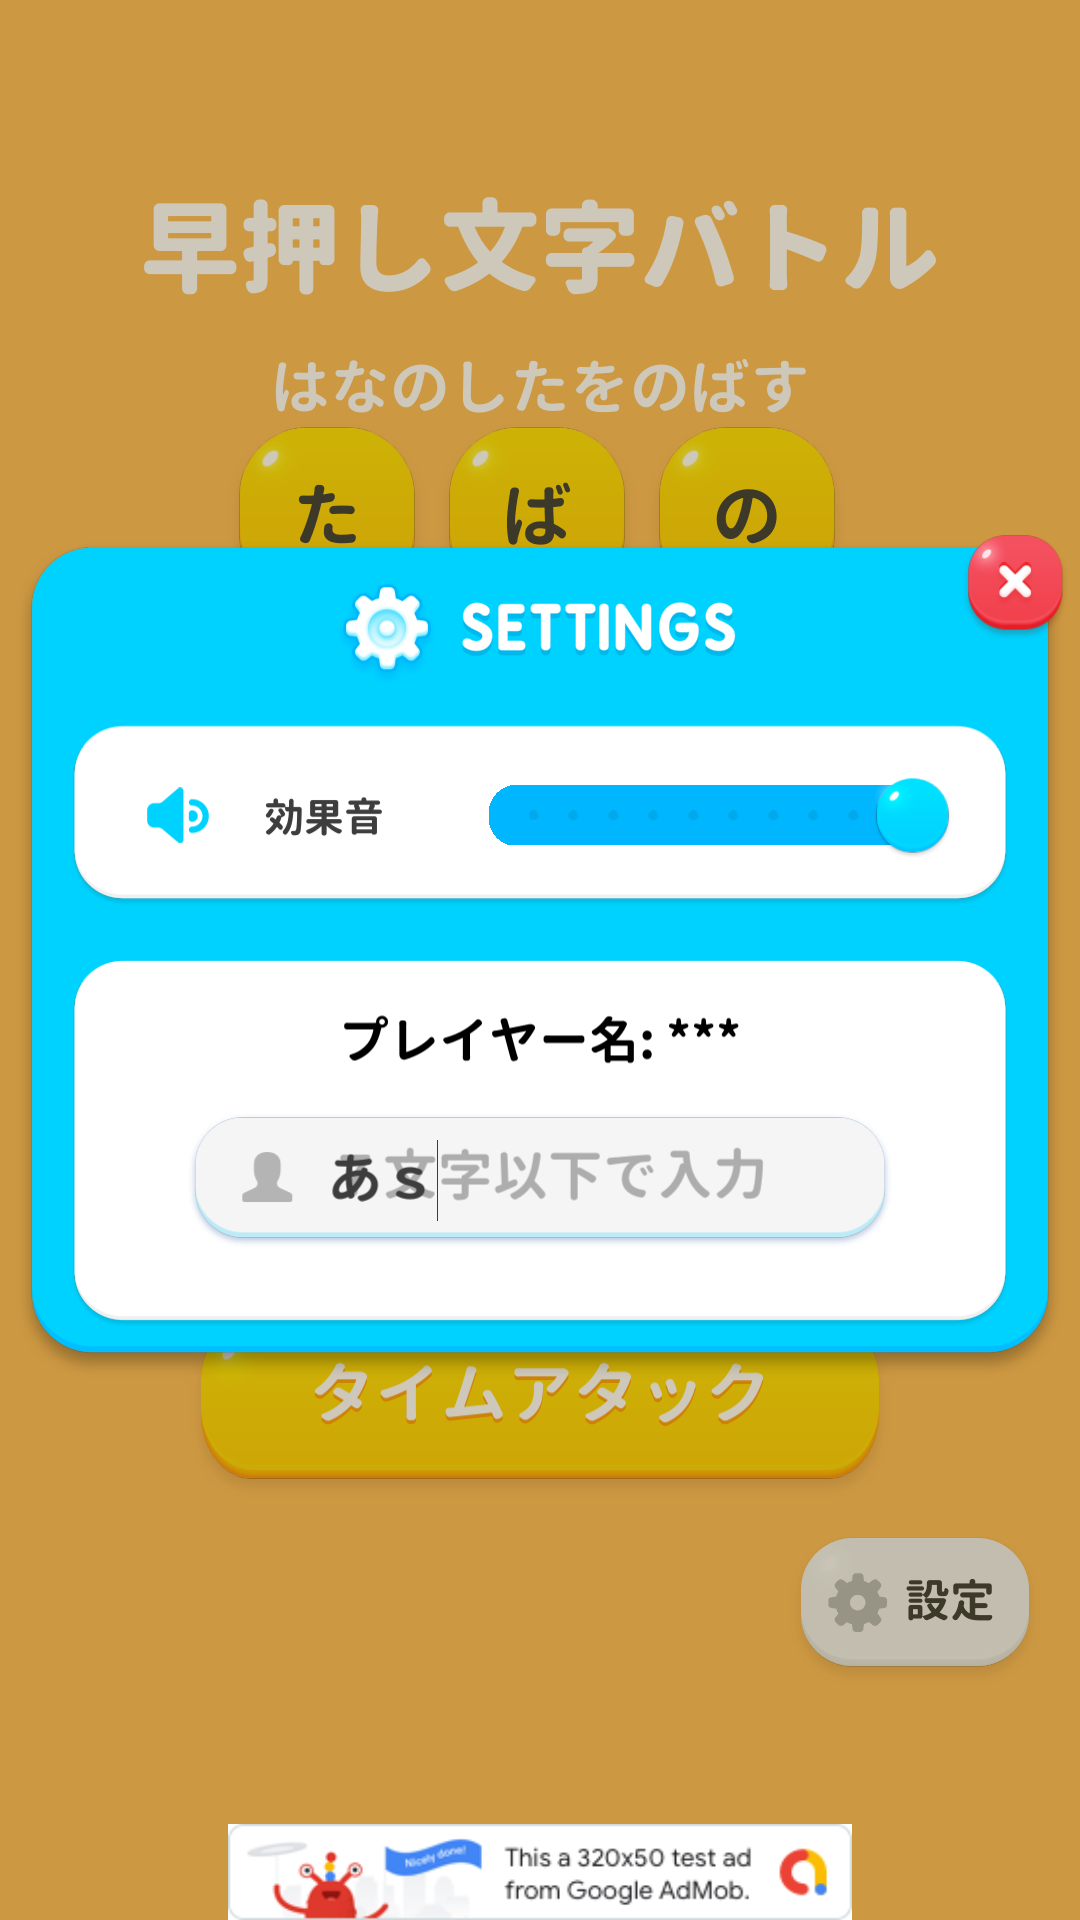 早押し文字バトル
はなのしたをのばす
た ば の
SETTINGS
効果音
プレイヤー名: ***
あs
文字以下で入力
タイムアタック
設定
Nicely done!
This a 320x50 test ad
from Google AdMob.